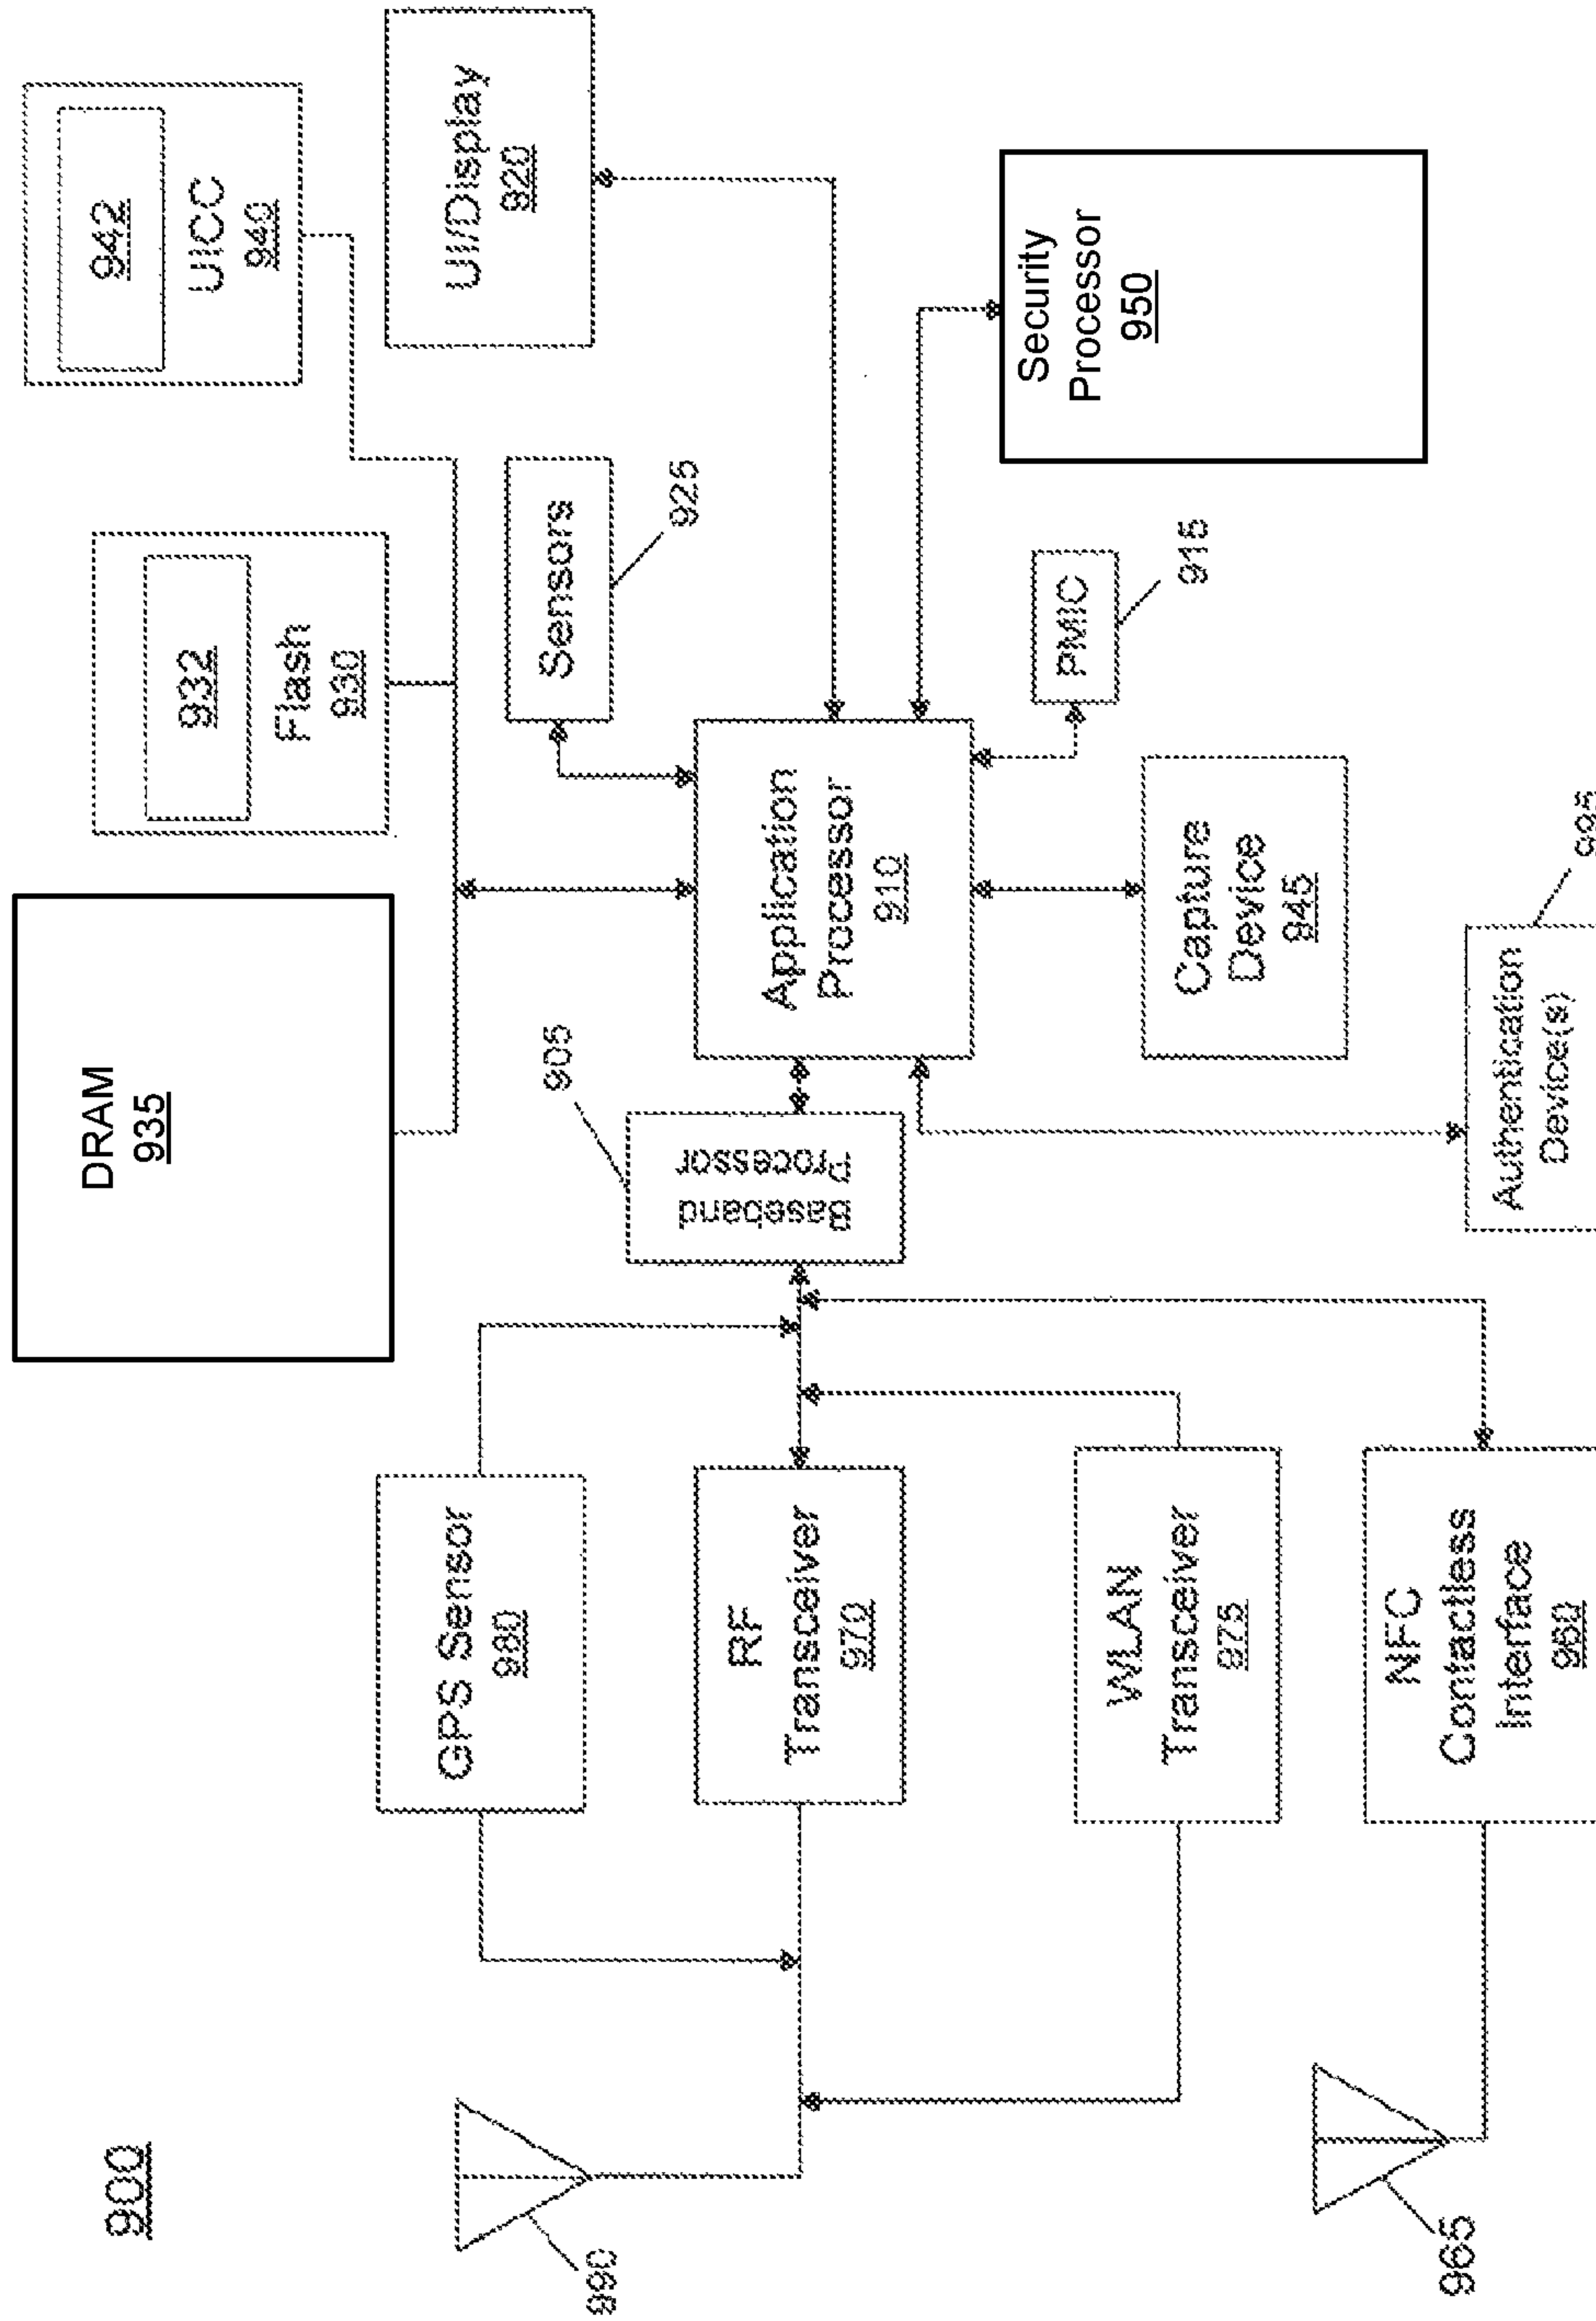 900
DRAM
935
932
Flash
930
942
UICC
940
GPS Sensor
980
990
905
Baseband
Processor
Sensors
925
UI/Display
920
RF
Transceiver
970
Application
Processor
910
WLAN
Transceiver
975
Capture
Device
945
PMIC
915
Security
Processor
950
965
NFC
Contactless
Interface
960
Authentication
Device(s)
995